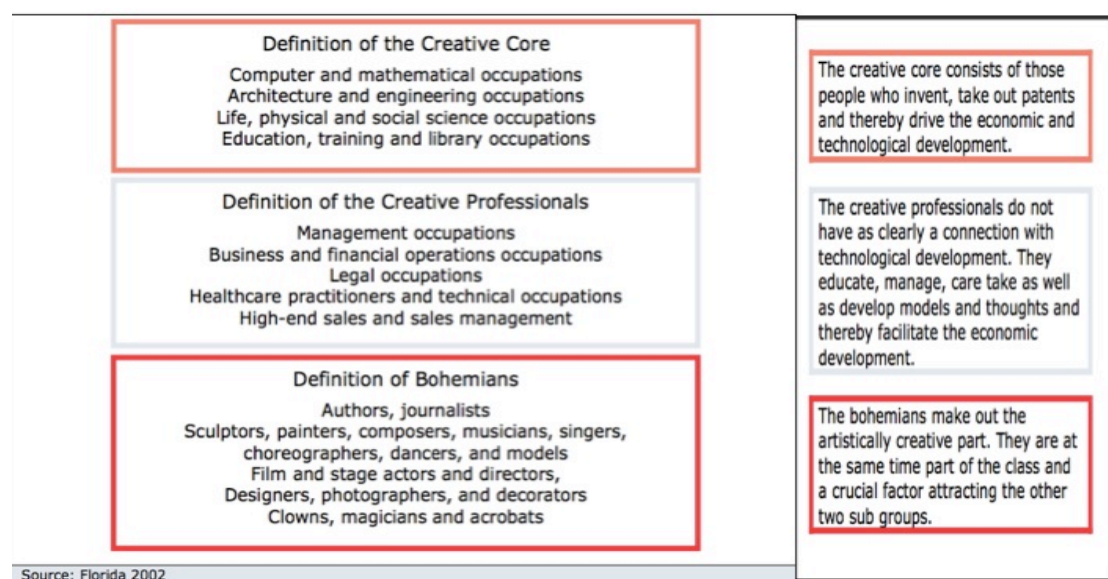 Definition of the Creative Core
Computer and mathematical occupations
Architecture and engineering occupations
Life, physical and social science occupations
Education, training and library occupations
The creative core consists of those
people who invent, take out patents
and thereby drive the economic and
technological development.
Definition of the Creative Professionals
Management occupations
Business and financial operations occupations
Legal occupations
Healthcare practitioners and technical occupations
High-end sales and sales management
The creative professionals do not
have as clearly a connection with
technological development. They
educate, manage, care take as well
as develop models and thoughts and
thereby facilitate the economic
development.
Definition of Bohemians
Authors, journalists
Sculptors, painters, composers, musicians, singers,
choreographers, dancers, and models
Film and stage actors and directors,
Designers, photographers, and decorators
Clowns, magicians and acrobats
The bohemians make out the
artistically creative part. They are at
the same time part of the class and
a crucial factor attracting the other
two sub groups.
Source: Florida 2002